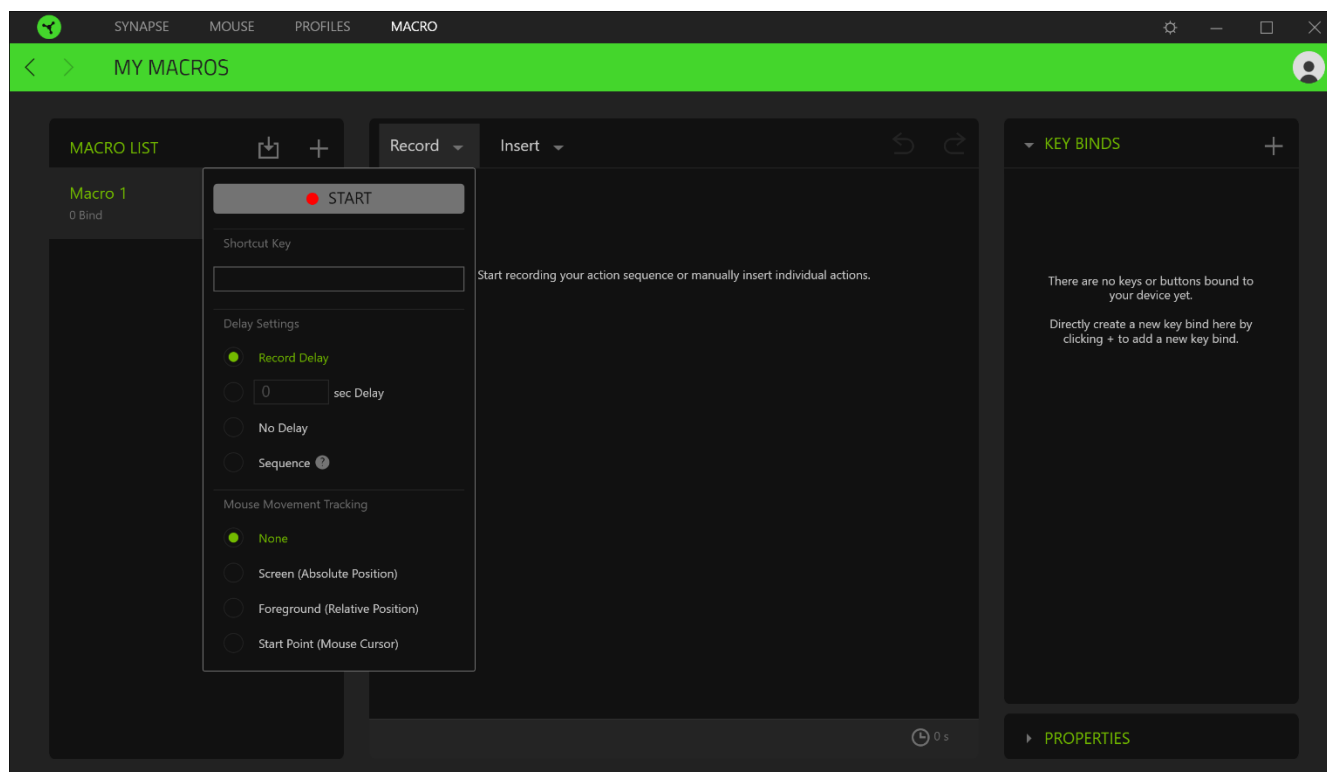 SYNAPSE MOUSE PROFILES MACRO
MY MACROS
MACRO LIST
Macro 1
0 Bind
Record
Insert
START
Shortcut Key
Delay Settings
Record Delay
0 sec Delay
No Delay
Sequence ?
Mouse Movement Tracking
None
Screen (Absolute Position)
Foreground (Relative Position)
Start Point (Mouse Cursor)
Start recording your action sequence or manually insert individual actions.
0 s
KEY BINDS
There are no keys or buttons bound to
your device yet.
Directly create a new key bind here by
clicking + to add a new key bind.
PROPERTIES